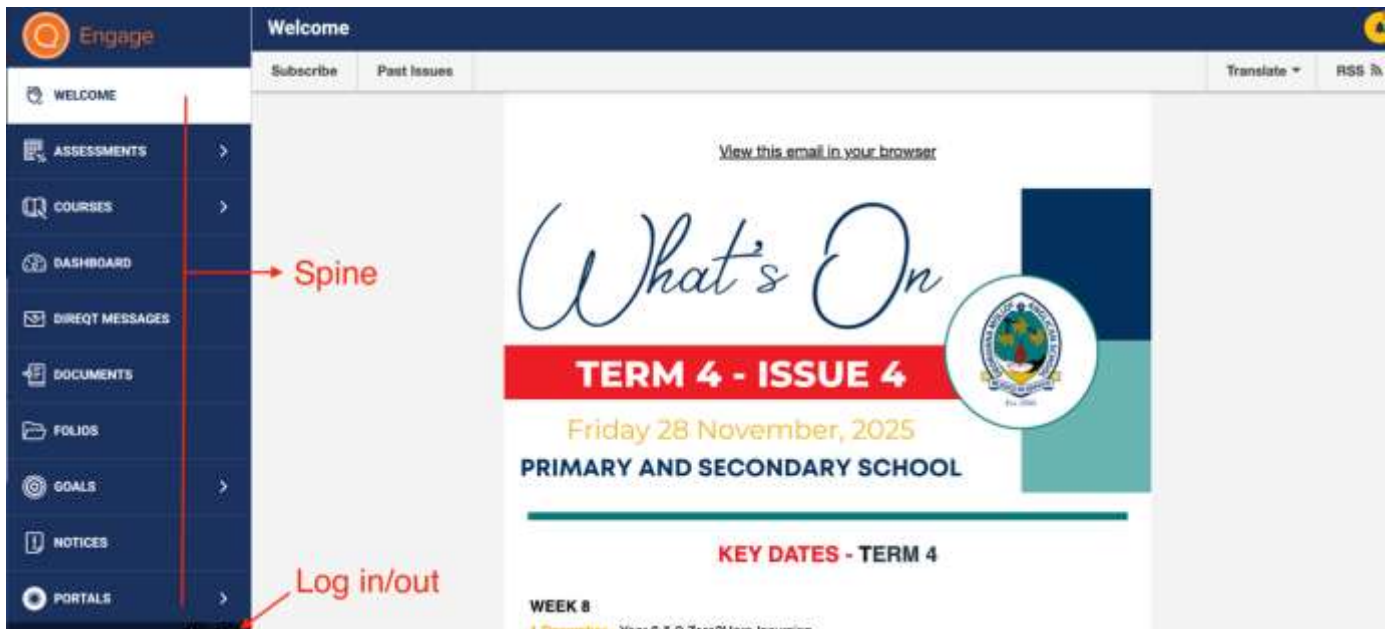 Engage
Welcome
Subscribe
Past Issues
Translate
RSS
WELCOME
ASSESSMENTS
COURSES
DASHBOARD
DIREQT MESSAGES
DOCUMENTS
FOLIOS
GOALS
NOTICES
PORTALS
Spine
Log in/out
View this email in your browser
What's On
TERM 4 - ISSUE 4
Friday 28 November, 2025
PRIMARY AND SECONDARY SCHOOL
KEY DATES - TERM 4
WEEK 8